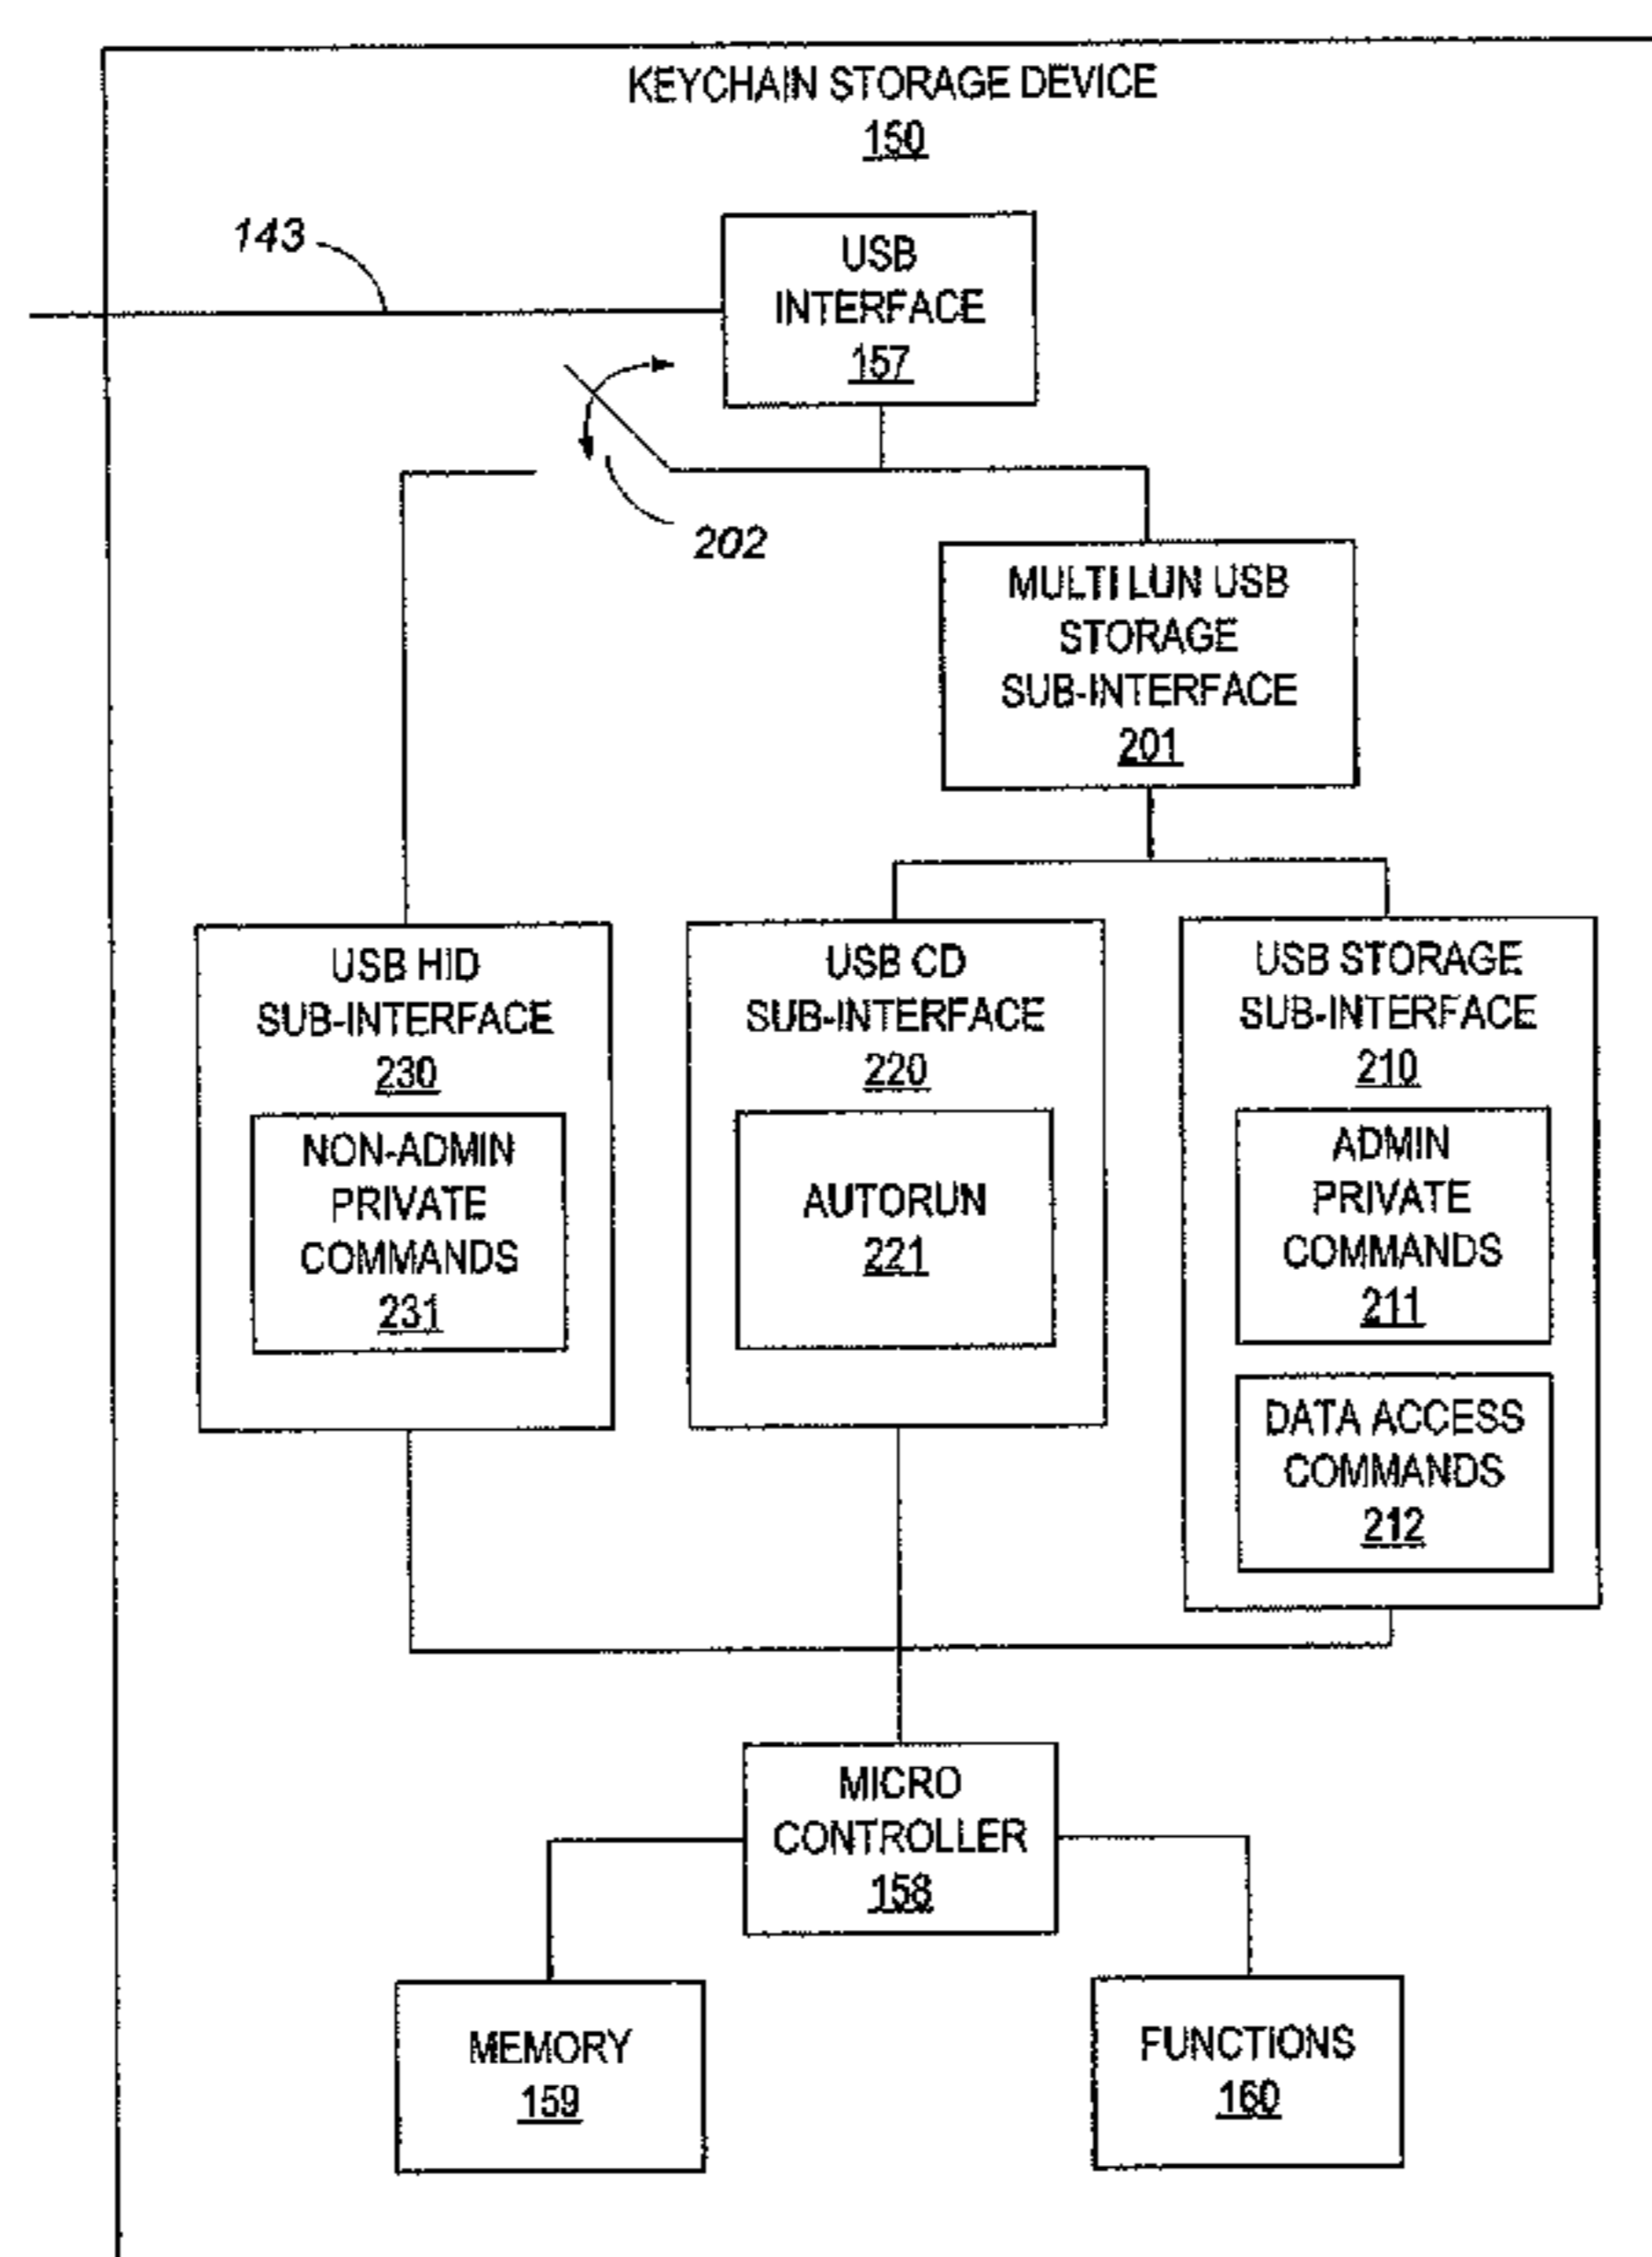 KEYCHAIN STORAGE DEVICE
150
143
USB
INTERFACE
157
202
MULTI LUN USB
STORAGE
SUB-INTERFACE
201
USB HID
SUB-INTERFACE
230
NON-ADMIN
PRIVATE
COMMANDS
231
USB CD
SUB-INTERFACE
220
AUTORUN
221
USB STORAGE
SUB-INTERFACE
210
ADMIN
PRIVATE
COMMANDS
211
DATA ACCESS
COMMANDS
212
MICRO
CONTROLLER
158
MEMORY
159
FUNCTIONS
160